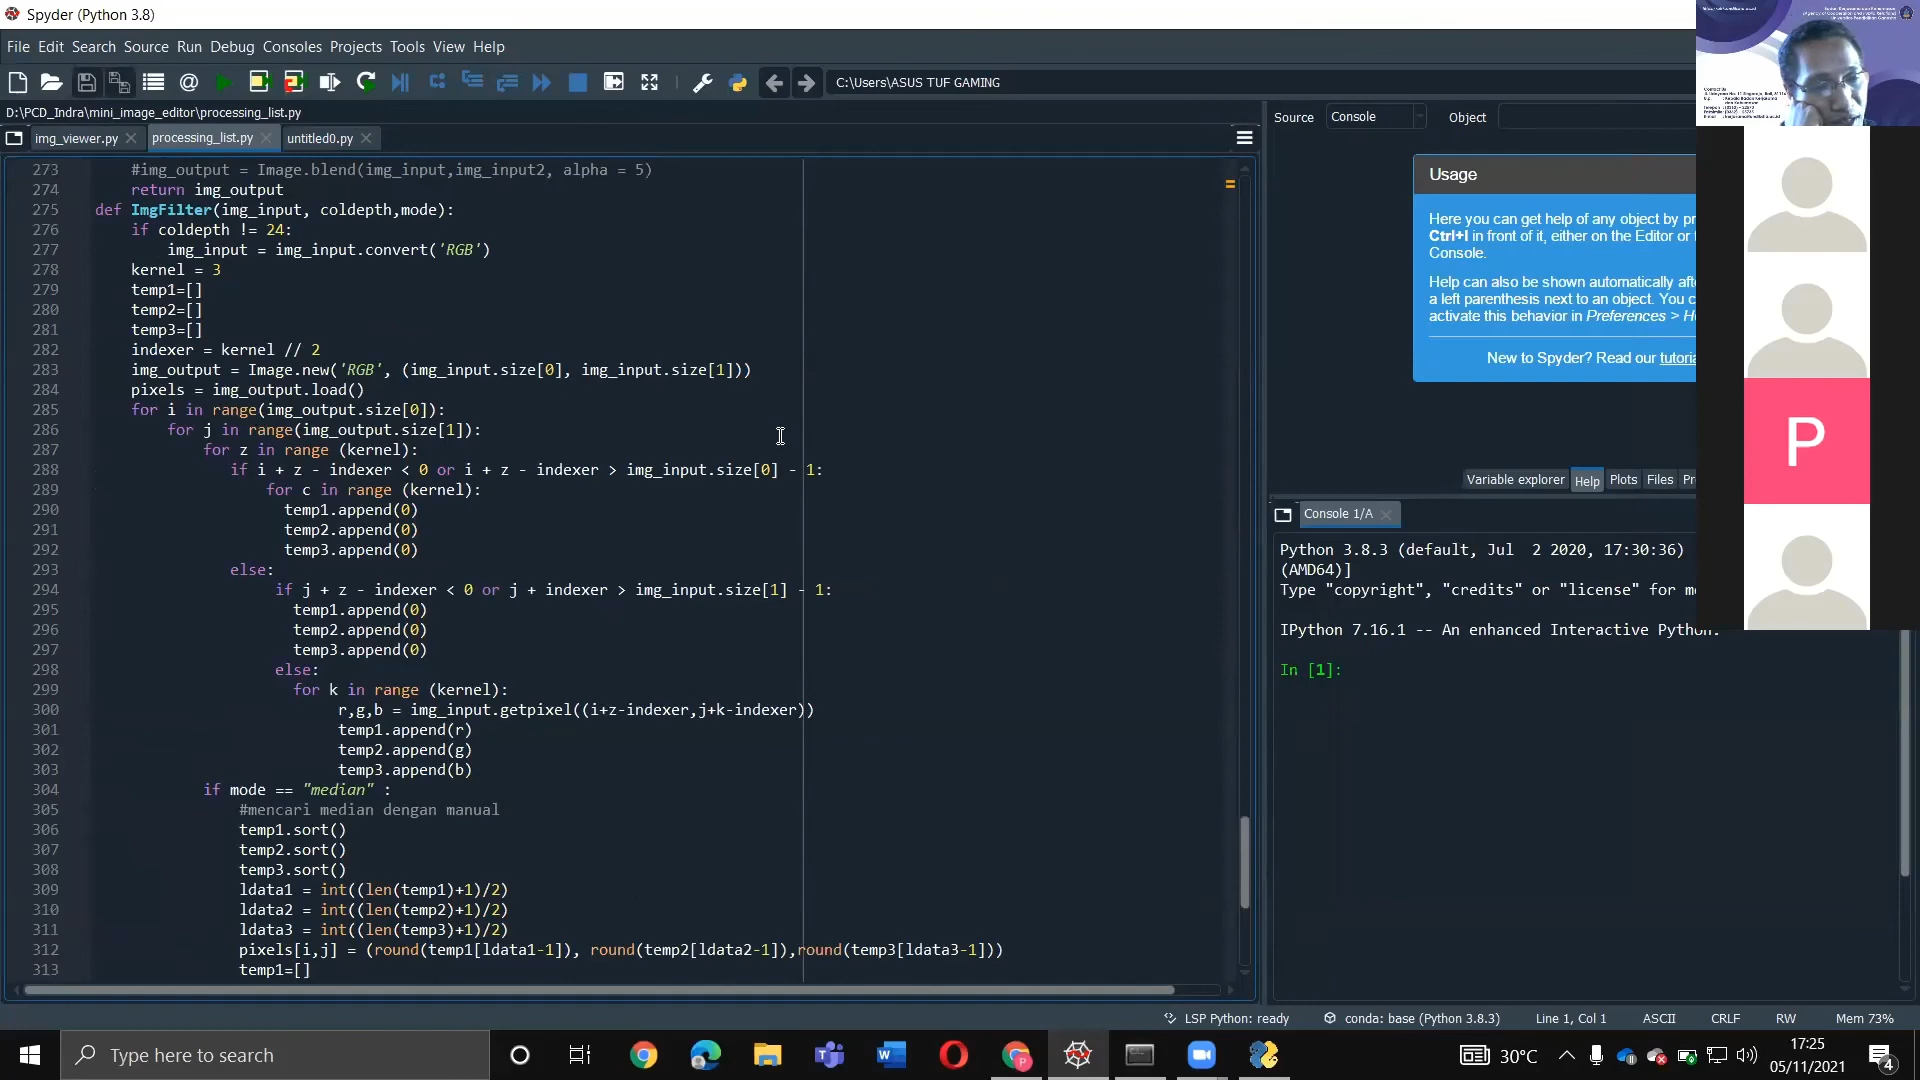 Spyder (Python 3.8)
File Edit Search Source Run Debug Consoles Projects Tools View Help
C:\Users\ASUS TUF GAMING
D:\PCD_Indra\mini_image_editor\processing_list.py
img_viewer.py
processing_list.py
untitled0.py
273 #img_output = Image.blend(img_input,img_input2, alpha = 5)
274 return img_output
275 def ImgFilter(img_input, coldepth,mode):
276 if coldepth != 24:
277 img_input = img_input.convert('RGB')
278 kernel = 3
279 temp1=[]
280 temp2=[]
281 temp3=[]
282 indexer = kernel // 2
283 img_output = Image.new('RGB', (img_input.size[0], img_input.size[1]))
284 pixels = img_output.load()
285 for i in range(img_output.size[0]):
286 for j in range(img_output.size[1]):
287 for z in range (kernel):
288 if i + z - indexer < 0 or i + z - indexer > img_input.size[0] - 1:
289 for c in range (kernel):
290 temp1.append(0)
291 temp2.append(0)
292 temp3.append(0)
293 else:
294 if j + z - indexer < 0 or j + indexer > img_input.size[1] - 1:
295 temp1.append(0)
296 temp2.append(0)
297 temp3.append(0)
298 else:
299 for k in range (kernel):
300 r,g,b = img_input.getpixel((i+z-indexer,j+k-indexer))
301 temp1.append(r)
302 temp2.append(g)
303 temp3.append(b)
304 if mode == "median" :
305 #mencari median dengan manual
306 temp1.sort()
307 temp2.sort()
308 temp3.sort()
309 ldata1 = int((len(temp1)+1)/2)
310 ldata2 = int((len(temp2)+1)/2)
311 ldata3 = int((len(temp3)+1)/2)
312 pixels[i,j] = (round(temp1[ldata1-1]), round(temp2[ldata2-1]),round(temp3[ldata3-1]))
313 temp1=[]
Source Console Object
Usage
Here you can get help of any object by pr
Ctrl+I in front of it, either on the Editor or
Console.
Help can also be shown automatically aft
a left parenthesis next to an object. You c
activate this behavior in Preferences > H
New to Spyder? Read our tutoria
Variable explorer Help Plots Files Pr
Console 1/A
Python 3.8.3 (default, Jul 2 2020, 17:30:36)
(AMD64)]
Type "copyright", "credits" or "license" for m
IPython 7.16.1 -- An enhanced Interactive Python.
In [1]:
P
LSP Python: ready conda: base (Python 3.8.3) Line 1, Col 1 ASCII CRLF RW Mem 73%
Type here to search
30°C
17:25
05/11/2021
4